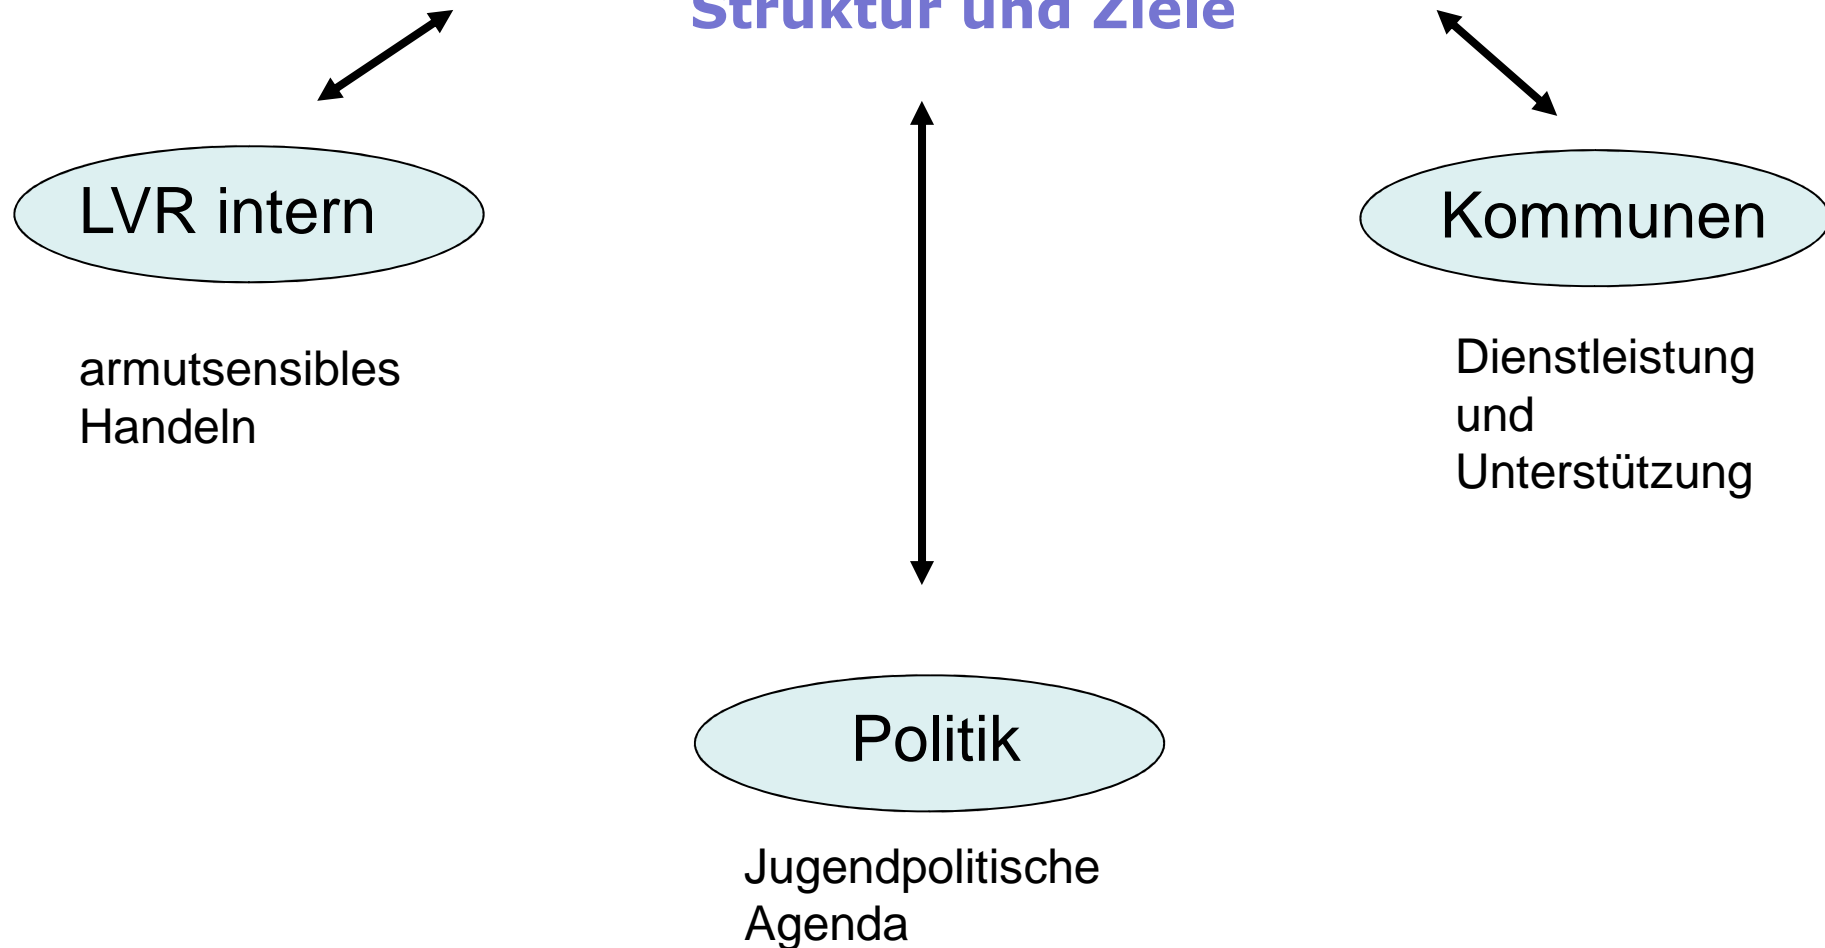 Struktur und Ziele
LVR intern
armutsensibles
Handeln
Kommunen
Dienstleistung
und
Unterstützung
Politik
Jugendpolitische
Agenda